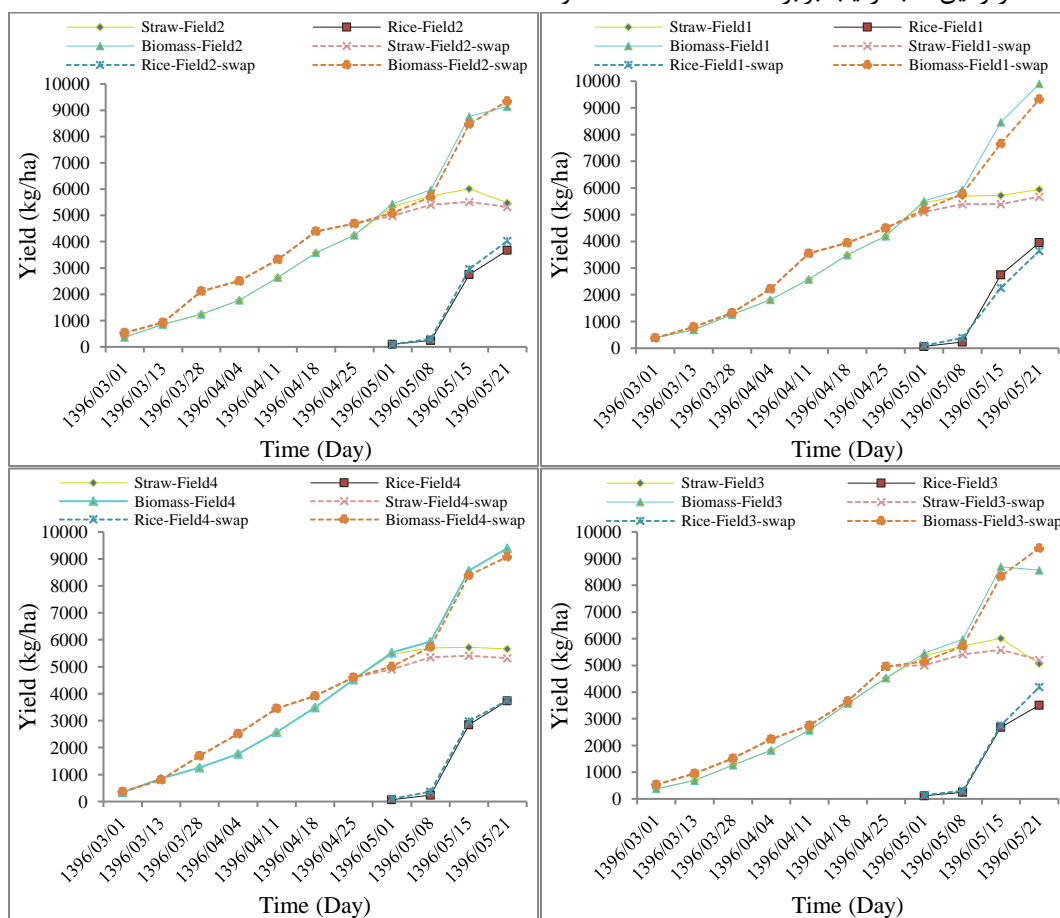 Straw-Field2 Rice-Field2
Biomass-Field2 Straw-Field2-swap
Rice-Field2-swap Biomass-Field2-swap
10000
9000
8000
7000
6000
5000
4000
3000
2000
1000
0
Yield (kg/ha)
1396/03/01 1396/03/13 1396/03/28 1396/04/04 1396/04/11 1396/04/18 1396/04/25 1396/05/01 1396/05/08 1396/05/15 1396/05/21
Time (Day)
Straw-Field1 Rice-Field1
Biomass-Field1 Straw-Field1-swap
Rice-Field1-swap Biomass-Field1-swap
10000
9000
8000
7000
6000
5000
4000
3000
2000
1000
0
Yield (kg/ha)
1396/03/01 1396/03/13 1396/03/28 1396/04/04 1396/04/11 1396/04/18 1396/04/25 1396/05/01 1396/05/08 1396/05/15 1396/05/21
Time (Day)
Straw-Field4 Rice-Field4
Biomass-Field4 Straw-Field4-swap
Rice-Field4-swap Biomass-Field4-swap
10000
9000
8000
7000
6000
5000
4000
3000
2000
1000
0
Yield (kg/ha)
1396/03/01 1396/03/13 1396/03/28 1396/04/04 1396/04/11 1396/04/18 1396/04/25 1396/05/01 1396/05/08 1396/05/15 1396/05/21
Time (Day)
Straw-Field3 Rice-Field3
Biomass-Field3 Straw-Field3-swap
Rice-Field3-swap Biomass-Field3-swap
10000
9000
8000
7000
6000
5000
4000
3000
2000
1000
0
Yield (kg/ha)
1396/03/01 1396/03/13 1396/03/28 1396/04/04 1396/04/11 1396/04/18 1396/04/25 1396/05/01 1396/05/08 1396/05/15 1396/05/21
Time (Day)